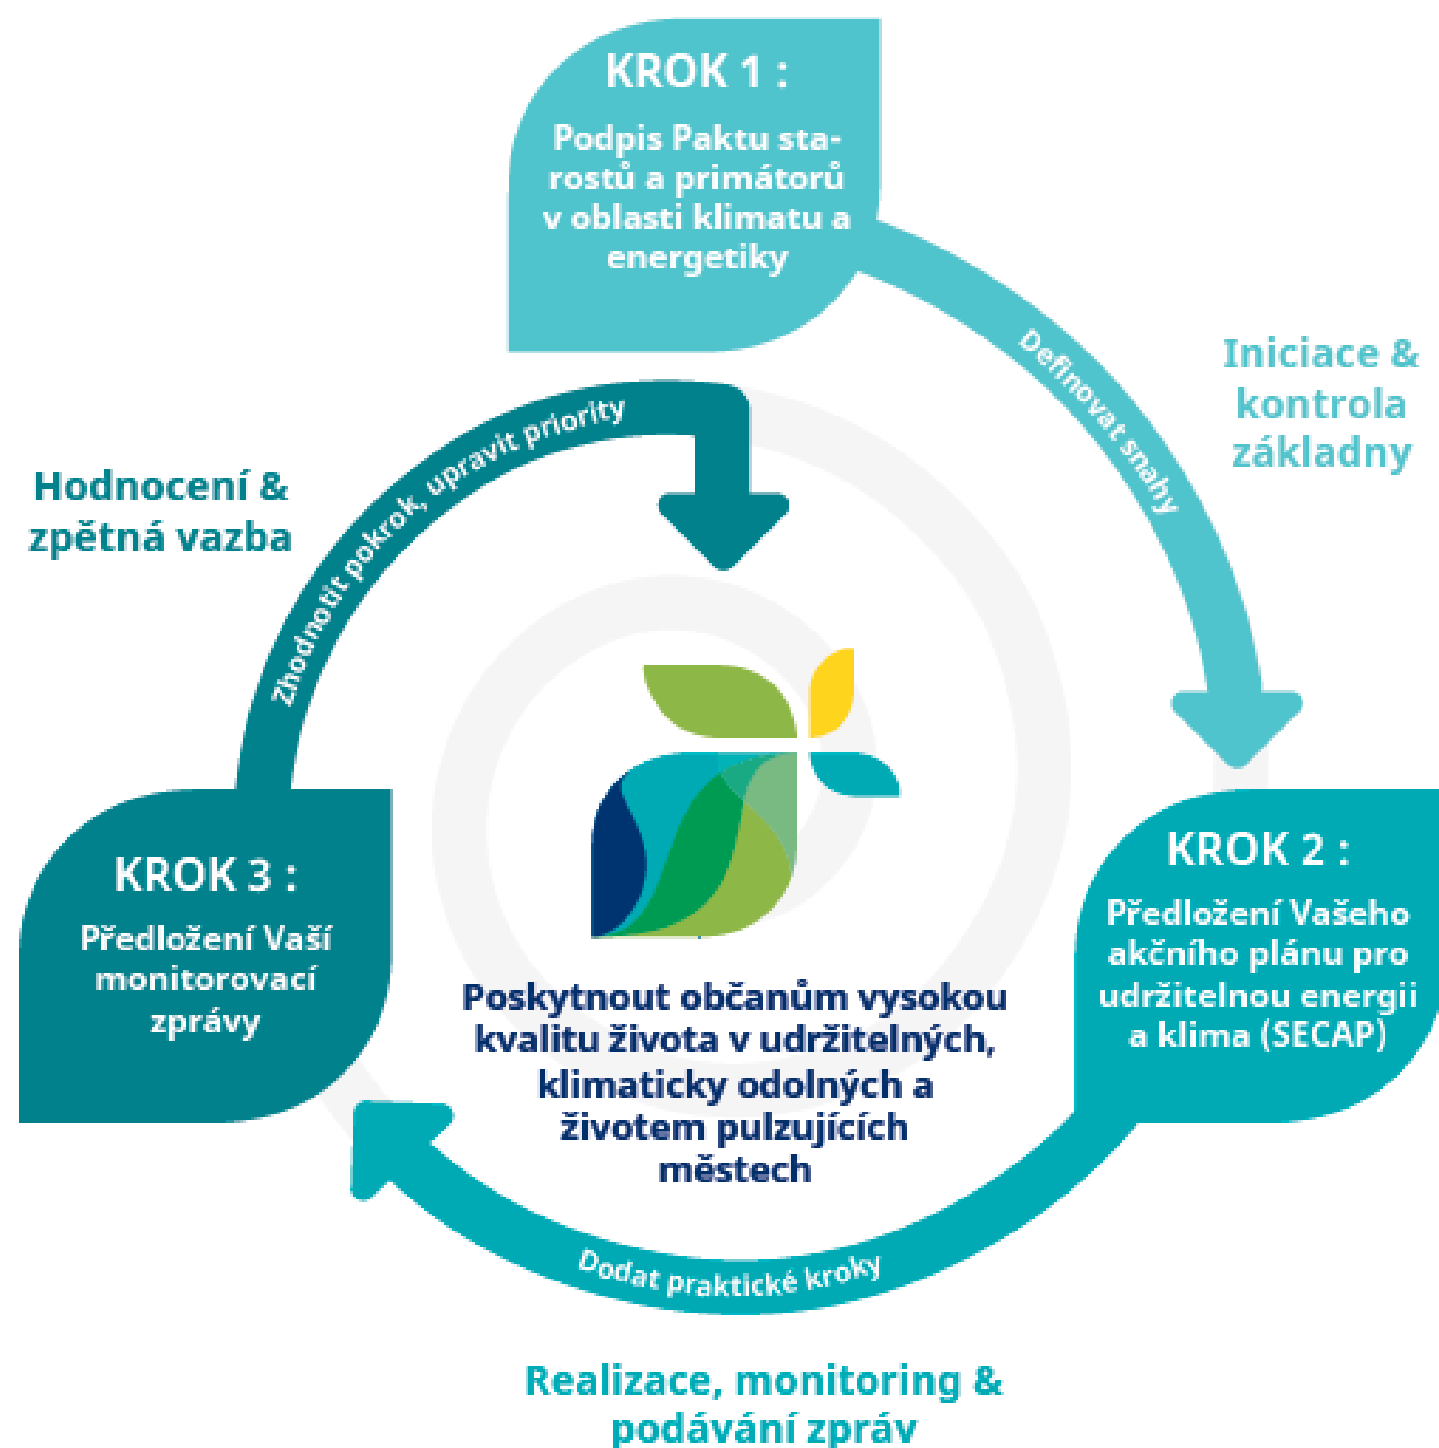 KROK 1 :
Podpis Paktu sta-
rostů a primátorů
v oblasti klimatu a
energetiky
Definovat snahy
Iniciace &
kontrola
základny
KROK 2 :
Předložení Vašeho
akčního plánu pro
udržitelnou energii
a klima (SECAP)
Dodat praktické kroky
Realizace, monitoring &
podávání zpráv
KROK 3 :
Předložení Vaší
monitorovací
zprávy
Zhodnotit pokrok, upravit priority
Hodnocení &
zpětná vazba
Poskytnout občanům vysokou
kvalitu života v udržitelných,
klimaticky odolných a
životem pulzujících
městech